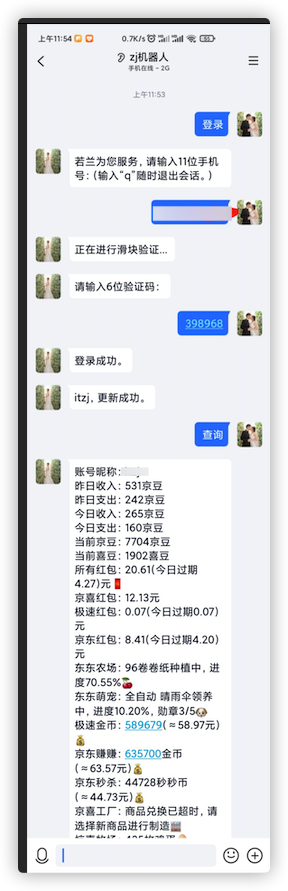 上午11:54
0.7K/s
65
zj机器人
手机在线 - 2G
上午11:53
登录
若兰为您服务，请输入11位手机
号：(输入“q”随时退出会话。)
正在进行滑块验证...
请输入6位验证码：
398968
登录成功。
itzj，更新成功。
查询
账号昵称：
昨日收入：531京豆
昨日支出：242京豆
今日收入：265京豆
今日支出：160京豆
当前京豆：7704京豆
当前喜豆：1902喜豆
所有红包：20.61(今日过期
4.27)元🧧
京喜红包：12.13元
极速红包：0.07(今日过期0.07)
元
京东红包：8.41(今日过期4.20)
元
东东农场：96卷卷纸种植中，进
度70.55%🍒
东东萌宠：全自动 晴雨伞领养
中，进度10.20%，勋章3/5🐶
极速金币：589679(≈58.97元)
💰
京东赚赚：635700金币
(≈63.57元)💰
京东秒杀：44728秒秒币
(≈44.73元)💰
京喜工厂：商品兑换已超时，请
选择新商品进行制造🏭